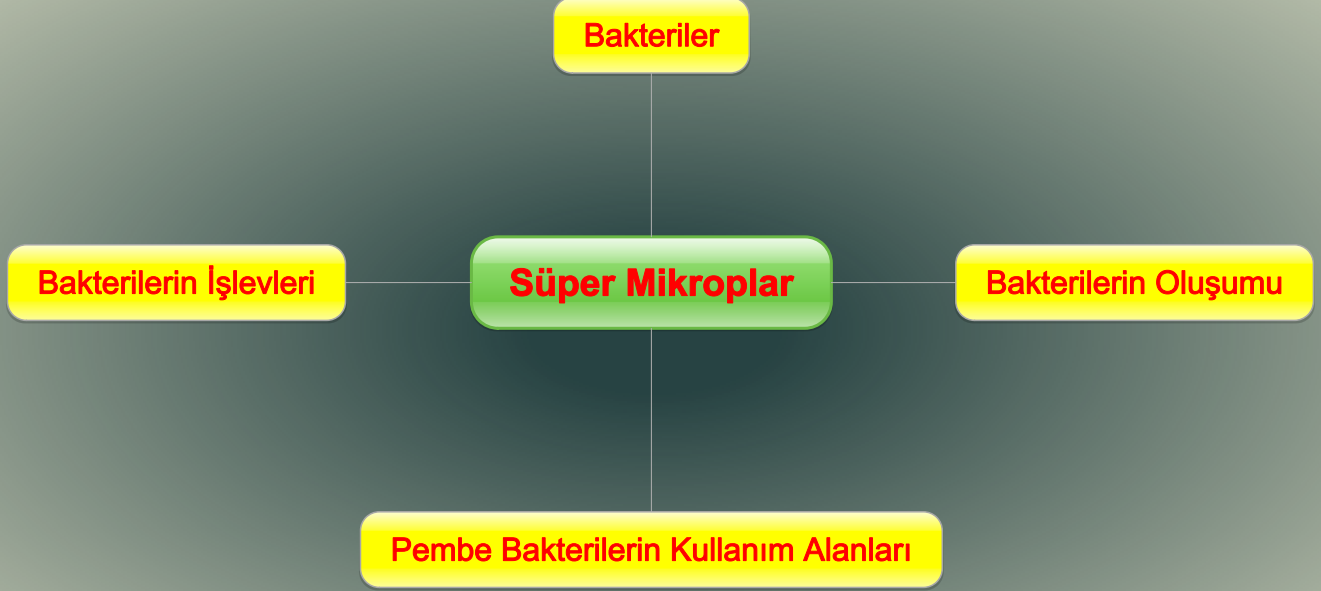 Bakteriler
Bakterilerin İşlevleri
Süper Mikroplar
Bakterilerin Oluşumu
Pembe Bakterilerin Kullanım Alanları